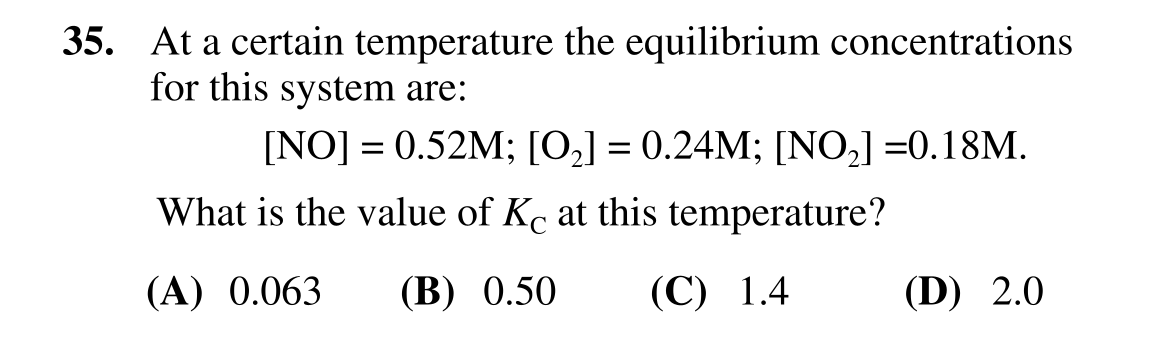 35. At a certain temperature the equilibrium concentrations
for this system are:
[NO] = 0.52M; [O₂] = 0.24M; [NO₂] =0.18M.
What is the value of K_C at this temperature?
(A) 0.063 (B) 0.50 (C) 1.4 (D) 2.0